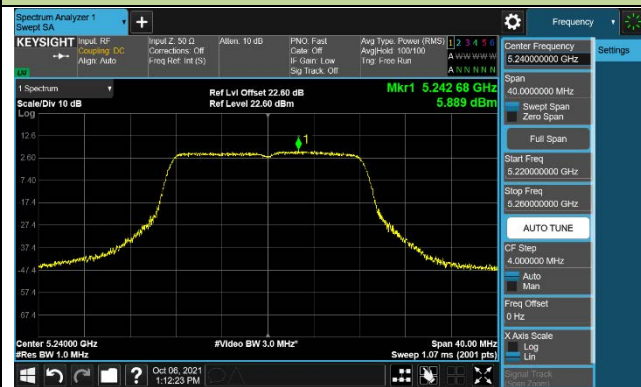 Spectrum Analyzer 1
Swept SA
+
Frequency
KEYSIGHT
Input: RF
Coupling: DC
Align: Auto
Input Z: 50 Ω
Corrections: Off
Freq Ref: Int (S)
Atten: 10 dB
PNO: Fast
Gate: Off
IF Gain: Low
Sig Track: Off
Avg Type: Power (RMS)
Avg|Hold: 100/100
Trig: Free Run
1 2 3 4 5 6
A W W W W W
A N N N N N
LXI
1 Spectrum
Scale/Div 10 dB
Log
Ref Lvl Offset 22.60 dB
Ref Level 22.60 dBm
Mkr1 5.242 68 GHz
5.889 dBm
1
12.6
2.60
-7.40
-17.4
-27.4
-37.4
-47.4
-57.4
-67.4
Center 5.24000 GHz
#Res BW 1.0 MHz
#Video BW 3.0 MHz*
Span 40.00 MHz
Sweep 1.07 ms (2001 pts)
Oct 06, 2021
1:12:23 PM
Center Frequency
5.240000000 GHz
Settings
Span
40.0000000 MHz
Swept Span
Zero Span
Full Span
Start Freq
5.220000000 GHz
Stop Freq
5.260000000 GHz
AUTO TUNE
CF Step
4.000000 MHz
Auto
Man
Freq Offset
0 Hz
X Axis Scale
Log
Lin
Signal Track
(Span Zoom)